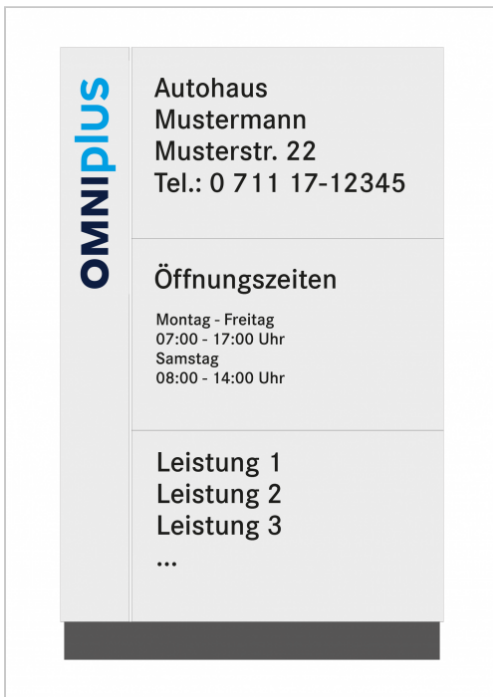 OMNIplus
Autohaus
Mustermann
Musterstr. 22
Tel.: 0 711 17-12345
Öffnungszeiten
Montag - Freitag
07:00 - 17:00 Uhr
Samstag
08:00 - 14:00 Uhr
Leistung 1
Leistung 2
Leistung 3
...